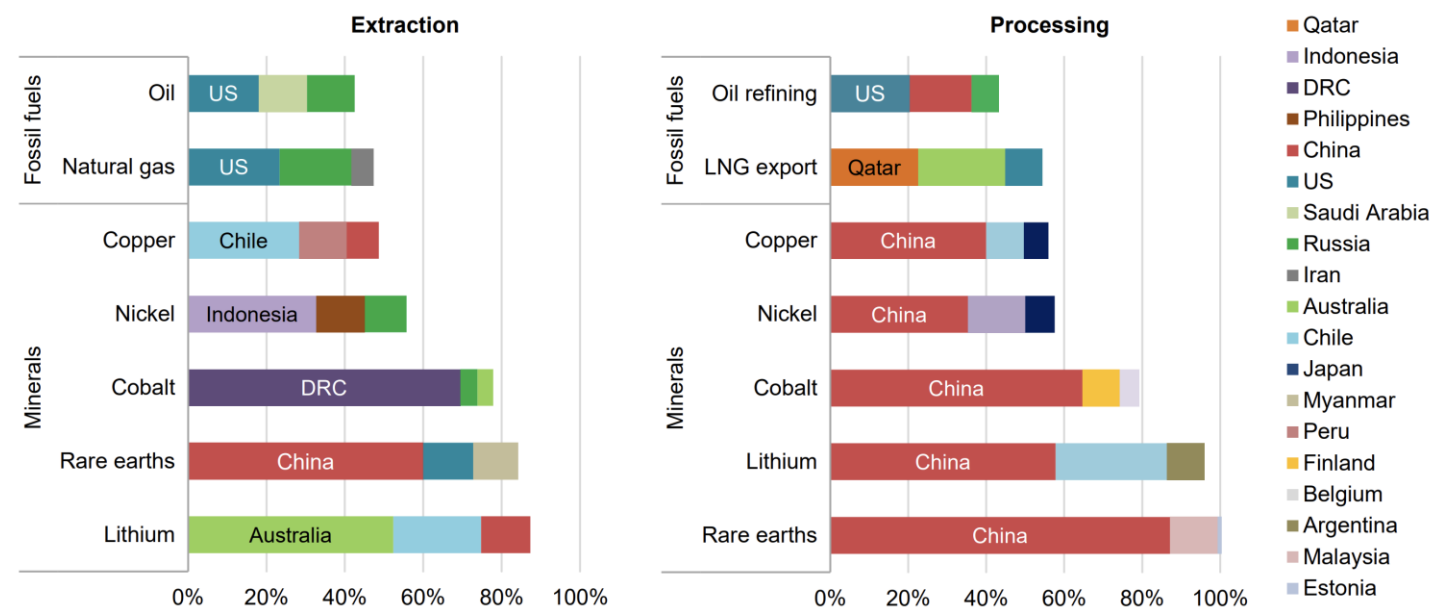 Extraction
Fossil fuels
Oil
US
Natural gas
US
Minerals
Copper
Chile
Nickel
Indonesia
Cobalt
DRC
Rare earths
China
Lithium
Australia
0% 20% 40% 60% 80% 100%
Processing
Fossil fuels
Oil refining
US
LNG export
Qatar
Minerals
Copper
China
Nickel
China
Cobalt
China
Lithium
China
Rare earths
China
0% 20% 40% 60% 80% 100%
Qatar
Indonesia
DRC
Philippines
China
US
Saudi Arabia
Russia
Iran
Australia
Chile
Japan
Myanmar
Peru
Finland
Belgium
Argentina
Malaysia
Estonia